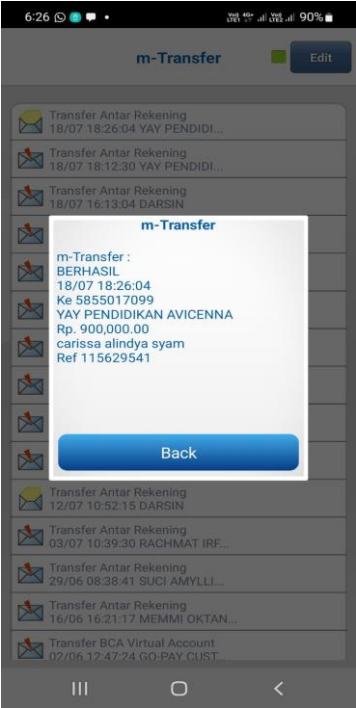 6:26
90%
m-Transfer
Edit
Transfer Antar Rekening
18/07 18:26:04 YAY PENDIDI...
Transfer Antar Rekening
18/07 18:12:30 YAY PENDIDI...
Transfer Antar Rekening
18/07 16:13:04 DARSIN
m-Transfer
m-Transfer :
BERHASIL
18/07 18:26:04
Ke 5855017099
YAY PENDIDIKAN AVICENNA
Rp. 900,000.00
carissa alindya syam
Ref 115629541
Back
Transfer Antar Rekening
12/07 10:52:15 DARSIN
Transfer Antar Rekening
03/07 10:39:30 RACHMAT IRF...
Transfer Antar Rekening
29/06 08:38:41 SUCI AMYLLI...
Transfer Antar Rekening
16/06 16:21:17 MEMMI OKTAN...
Transfer BCA Virtual Account
02/06 12:47:24 GO-PAY CUST...